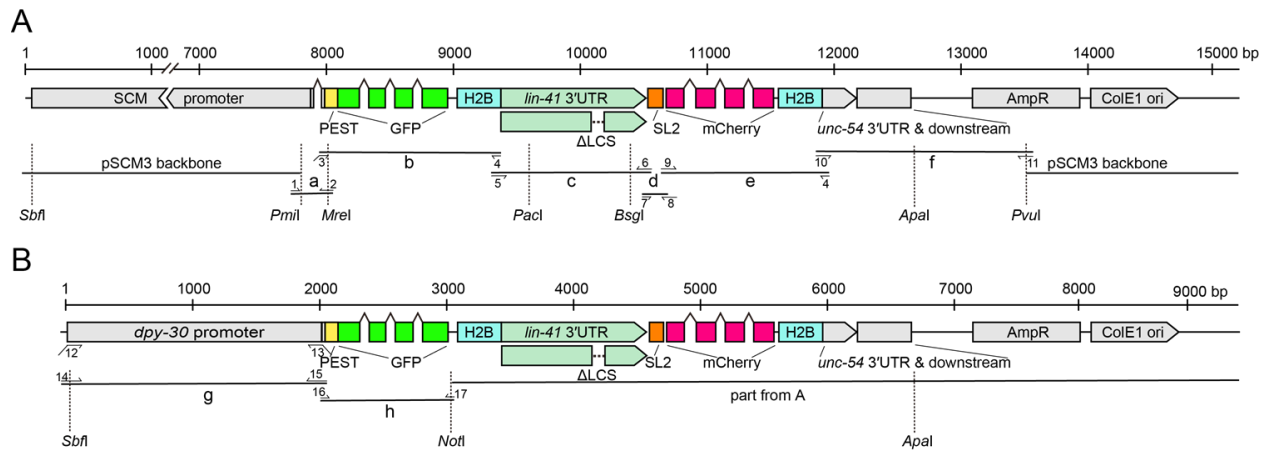 A
1 1000 7000 8000 9000 10000 11000 12000 13000 14000 15000 bp
SCM promoter H2B lin-41 3′UTR H2B AmpR ColE1 ori
PEST GFP ΔLCS SL2 mCherry unc-54 3′UTR & downstream
pSCM3 backbone 3 b 4 6 9 10 f 11 pSCM3 backbone
1 a 2 5 c d e 4
7 8
SbfI PmiI MreI PacI BsgI ApaI PvuI
B
1 1000 2000 3000 4000 5000 6000 7000 8000 9000 bp
dpy-30 promoter H2B lin-41 3′UTR H2B AmpR ColE1 ori
12 13 PEST GFP ΔLCS SL2 mCherry unc-54 3′UTR & downstream
14 15
g 16 h 17 part from A
SbfI NotI ApaI